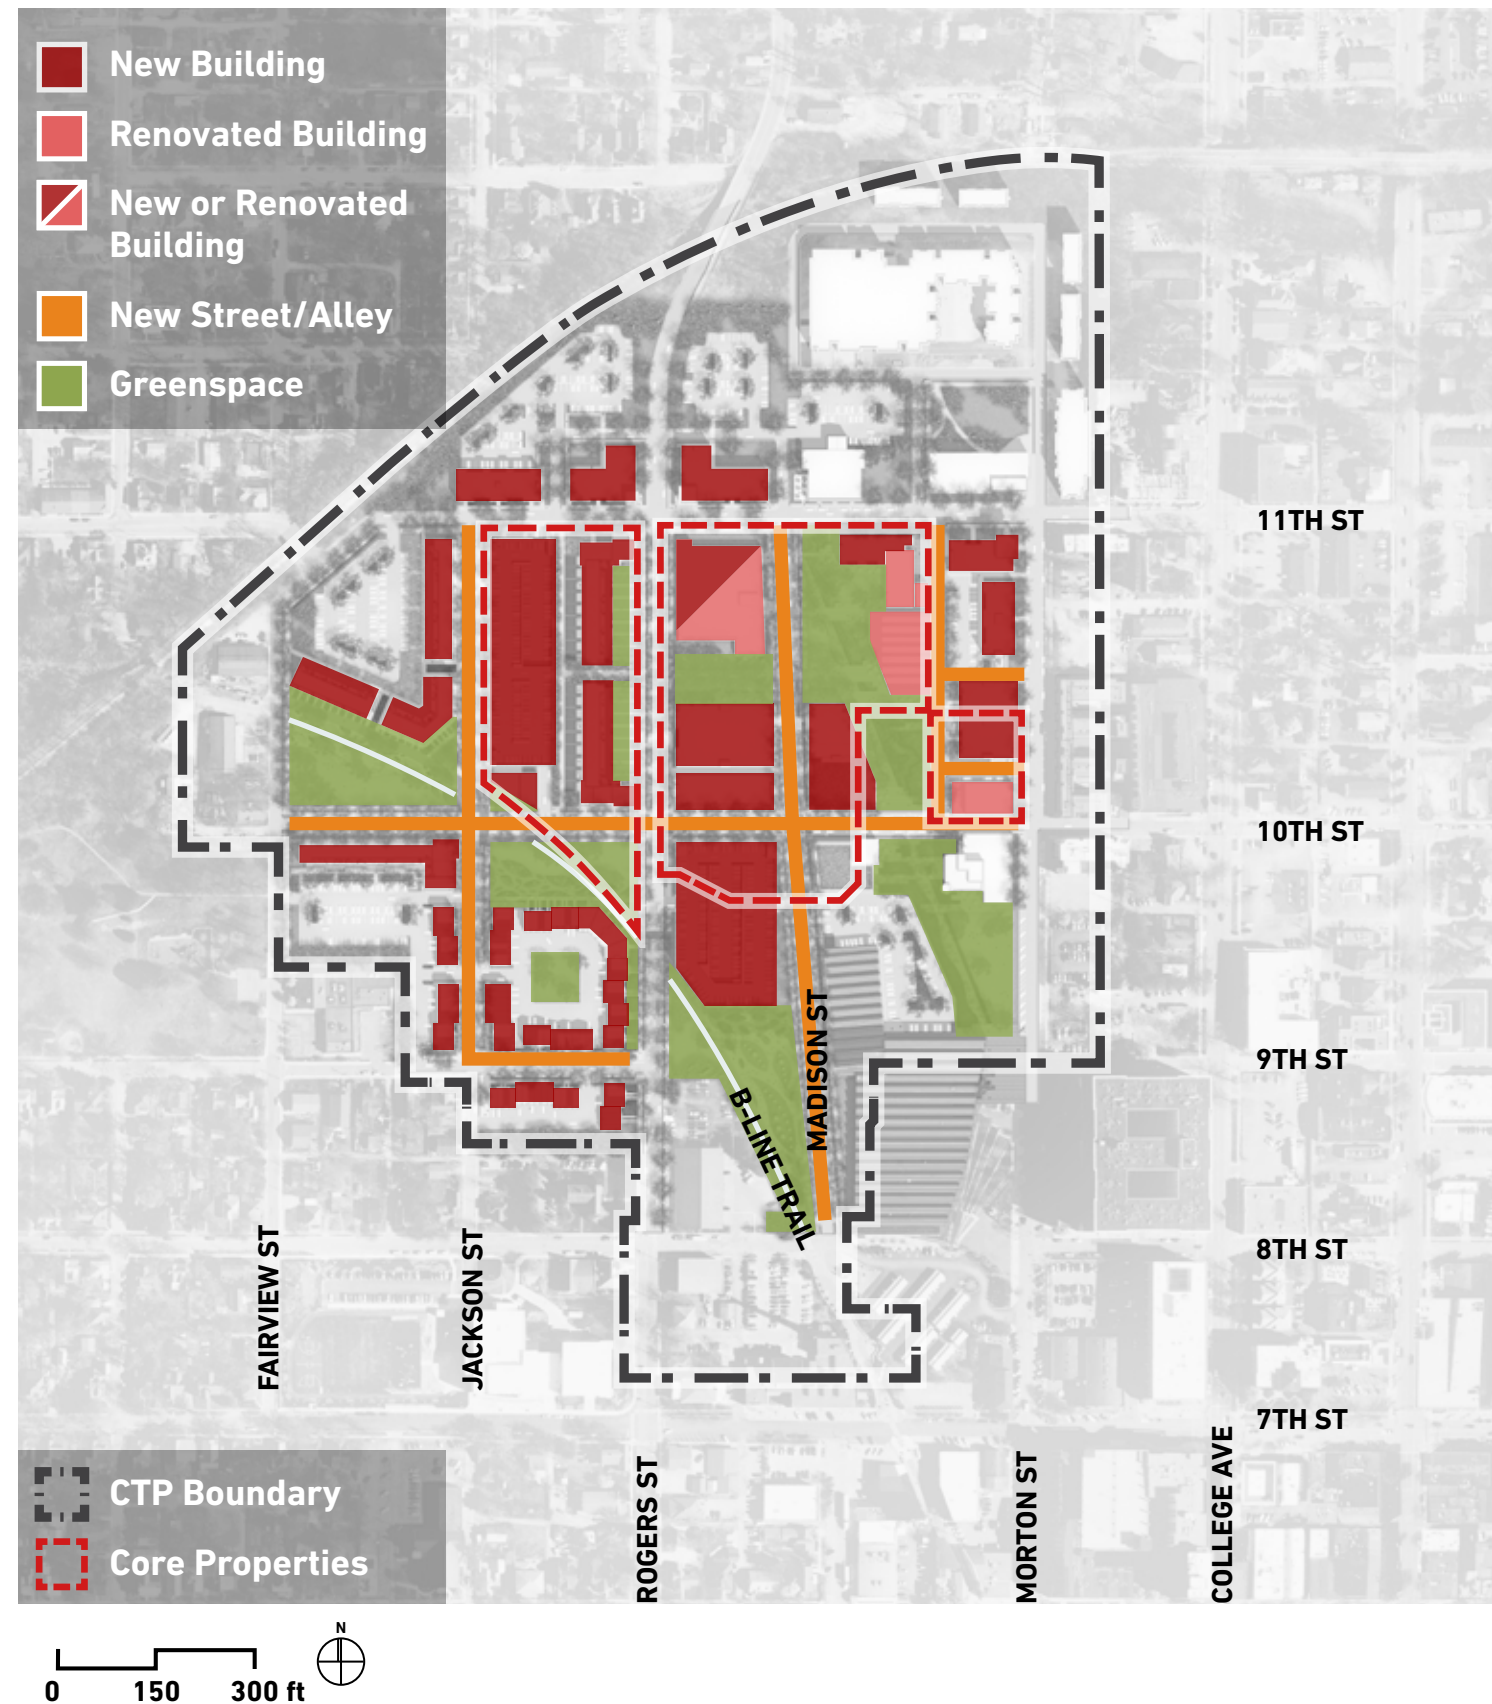 New Building
Renovated Building
New or Renovated
Building
New Street/Alley
Greenspace
11TH ST
10TH ST
9TH ST
8TH ST
7TH ST
MADISON ST
B-LINE TRAIL
FAIRVIEW ST
JACKSON ST
ROGERS ST
MORTON ST
COLLEGE AVE
CTP Boundary
Core Properties
N
0 150 300 ft